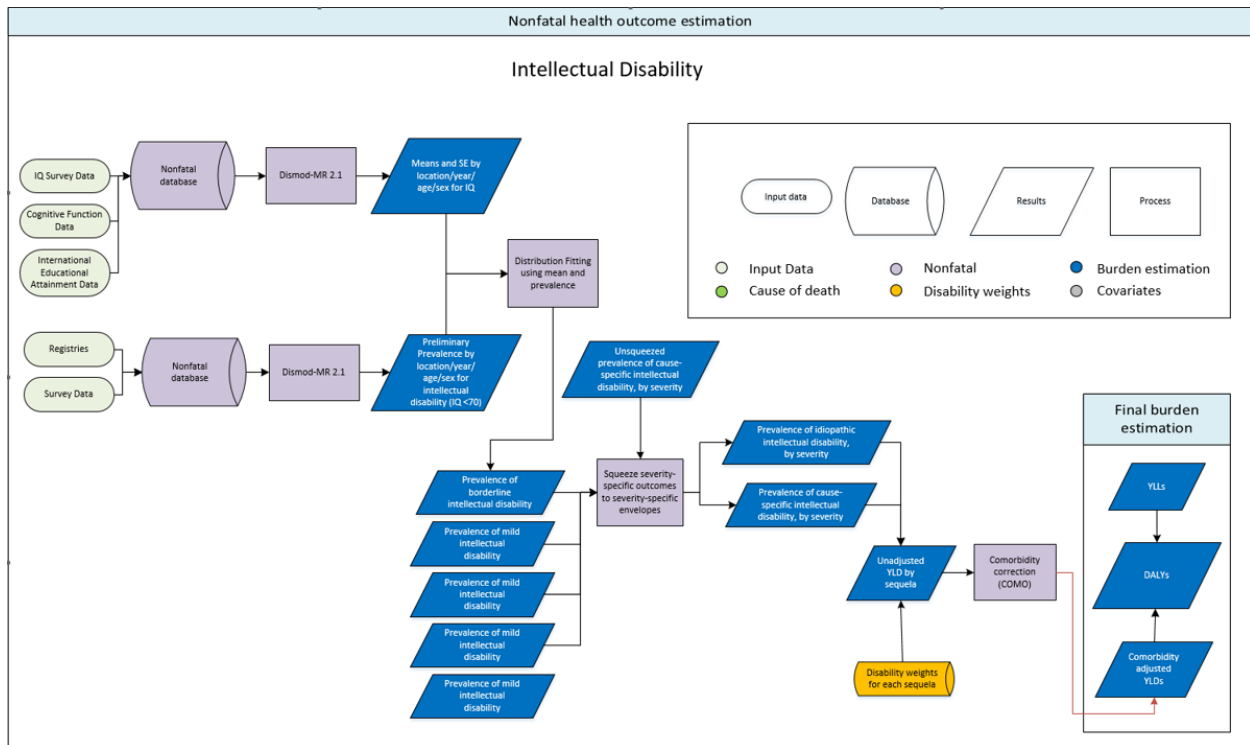 Nonfatal health outcome estimation
Intellectual Disability
IQ Survey Data
Cognitive Function
Data
International
Educational
Attainment Data
Nonfatal
database
Dismod-MR 2.1
Means and SE by
location/year/
age/sex for IQ
Distribution Fitting
using mean and
prevalence
Registries
Survey Data
Nonfatal
database
Dismod-MR 2.1
Preliminary
Prevalence by
location/year/
age/sex for
intellectual
disability (IQ <70)
Input data
Database
Results
Process
Input Data
Nonfatal
Burden estimation
Cause of death
Disability weights
Covariates
Unsqueezed
prevalence of cause-
specific intellectual
disability, by severity
Prevalence of
borderline
intellectual disability
Prevalence of mild
intellectual
disability
Prevalence of mild
intellectual
disability
Prevalence of mild
intellectual
disability
Prevalence of mild
intellectual
disability
Squeeze severity-
specific outcomes
to severity-specific
envelopes
Prevalence of idiopathic
intellectual disability,
by severity
Prevalence of cause-
specific intellectual
disability, by severity
Unadjusted
YLD by
sequela
Disability weights
for each sequela
Comorbidity
correction
(COMO)
Final burden
estimation
YLLs
DALYs
Comorbidity
adjusted
YLDs